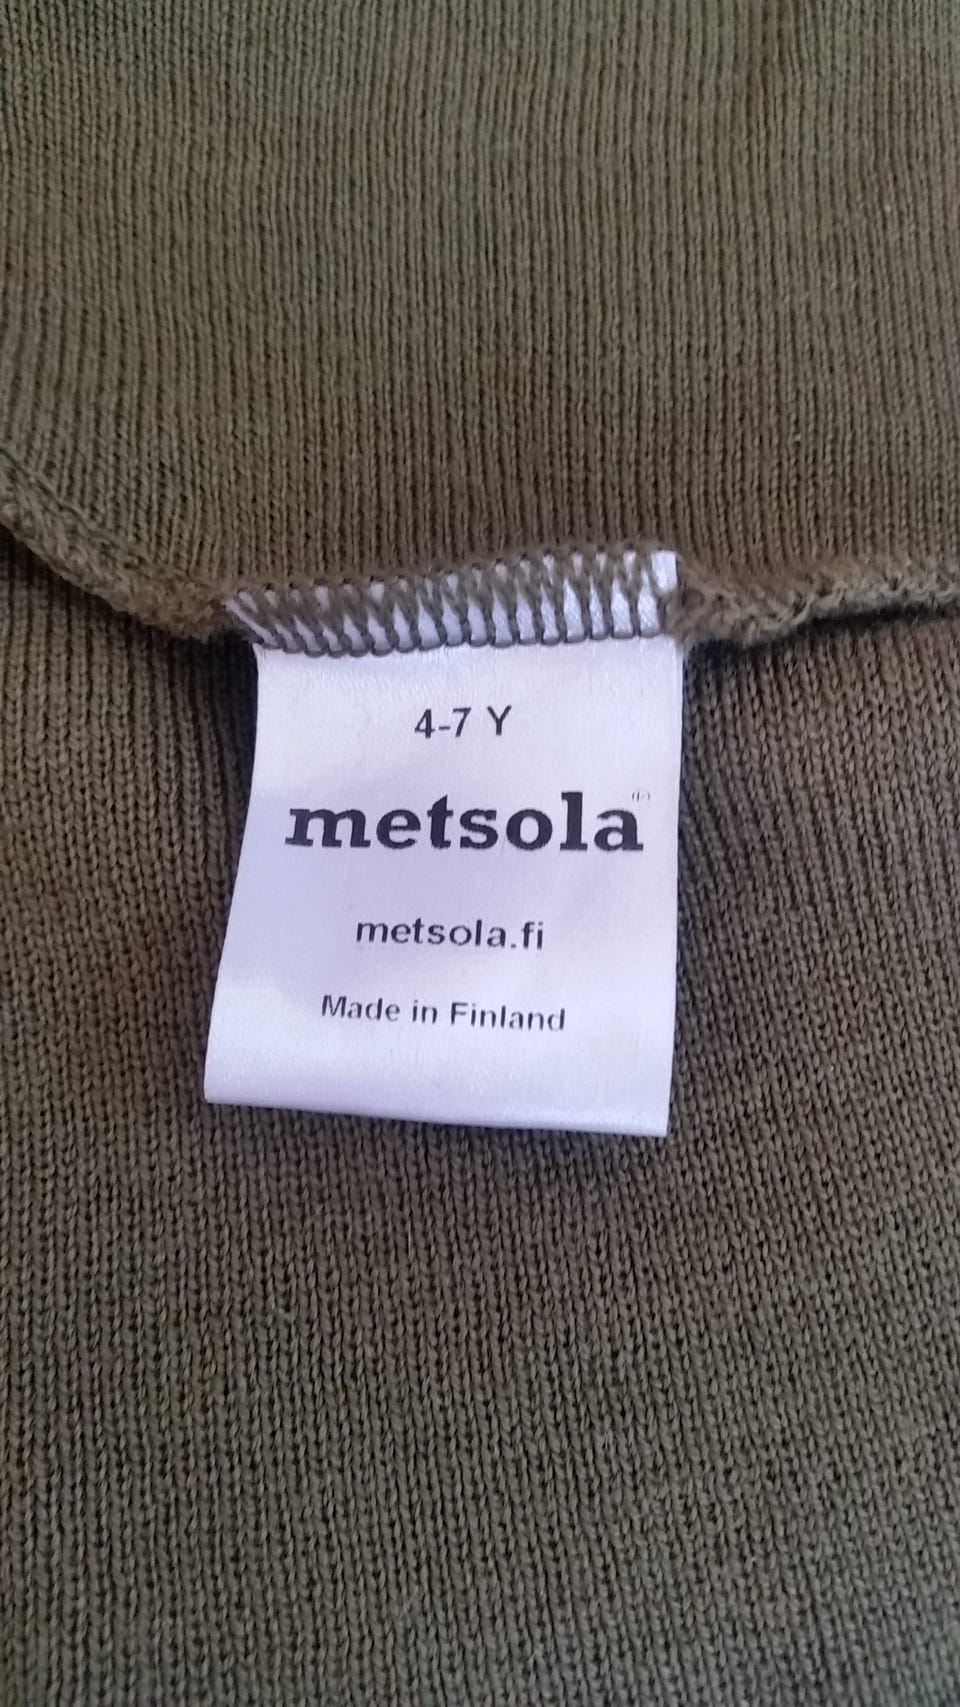 4-7 Y
metsola
metsola.fi
Made in Finland